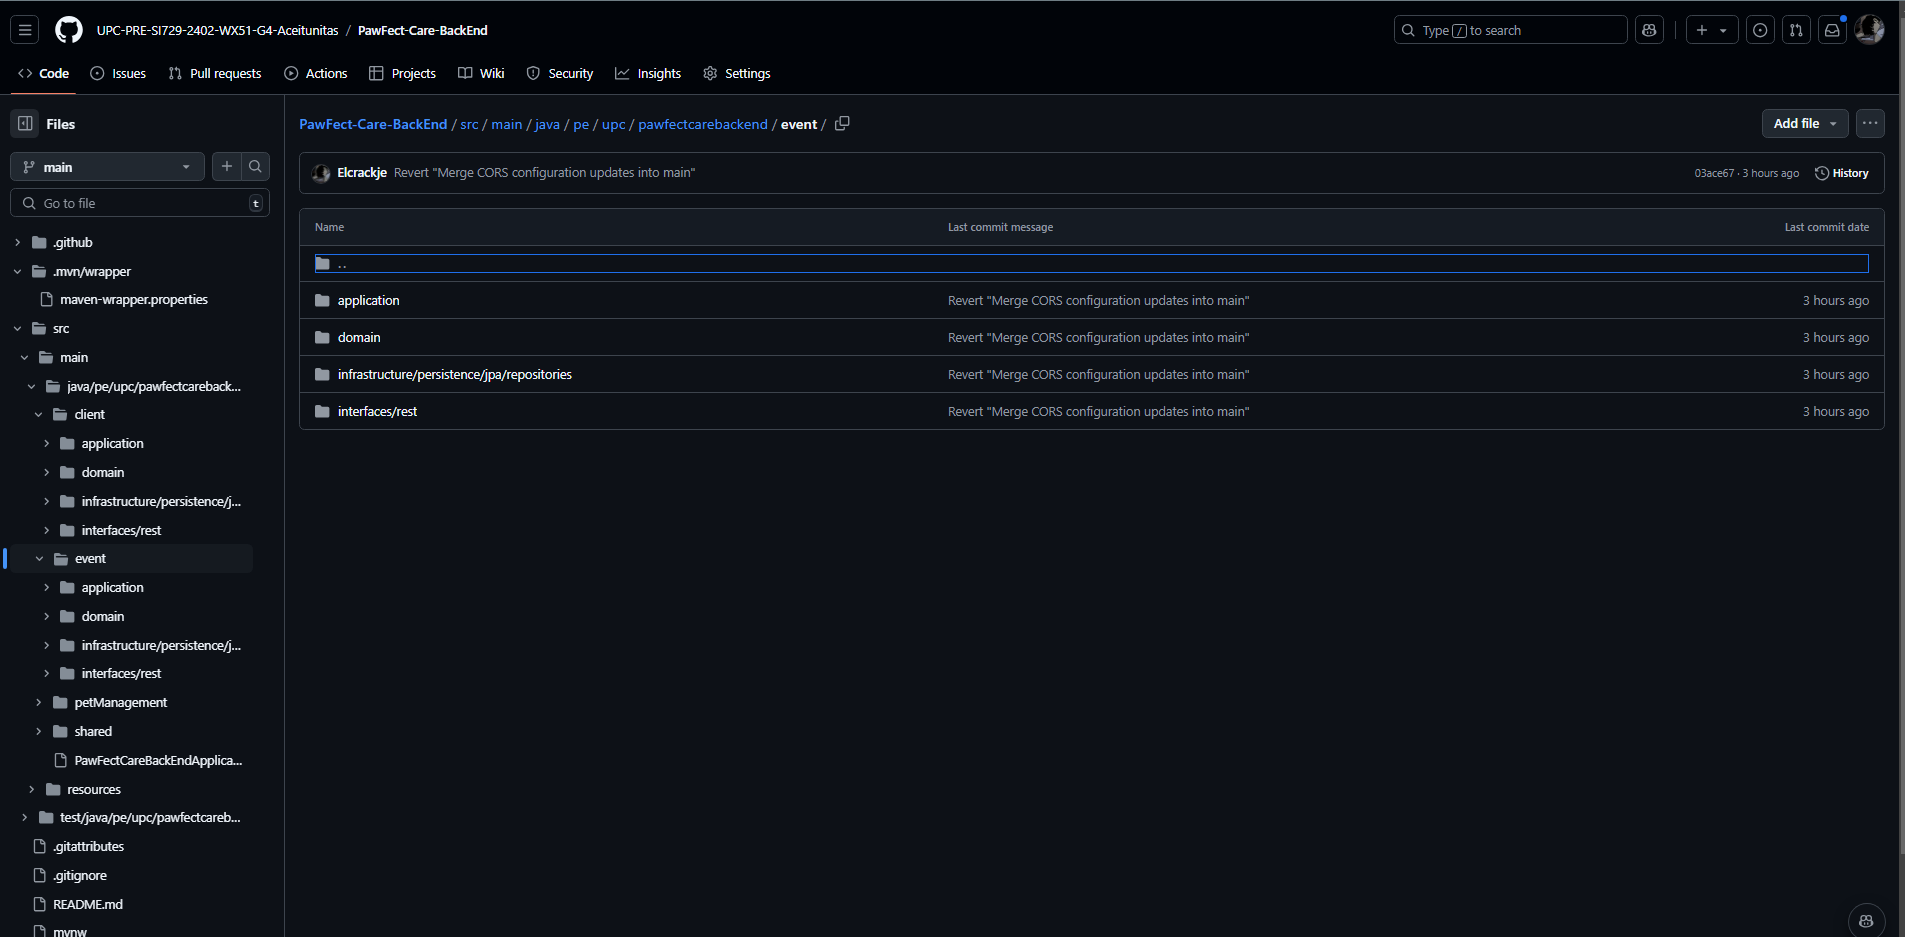 UPC-PRE-SI729-2402-WX51-G4-Aceitunitas / PawFect-Care-BackEnd
Type / to search
Code Issues Pull requests Actions Projects Wiki Security Insights Settings
Files
main
Go to file t
.github
.mvn/wrapper
maven-wrapper.properties
src
main
java/pe/upc/pawfectcareback...
client
application
domain
infrastructure/persistence/j...
interfaces/rest
event
application
domain
infrastructure/persistence/j...
interfaces/rest
petManagement
shared
PawFectCareBackEndApplica...
resources
test/java/pe/upc/pawfectcareb...
.gitattributes
.gitignore
README.md
mvnw
PawFect-Care-BackEnd / src / main / java / pe / upc / pawfectcarebackend / event /
Add file ...
Elcrackje Revert "Merge CORS configuration updates into main" 03ace67 · 3 hours ago History
Name Last commit message Last commit date
..
application Revert "Merge CORS configuration updates into main" 3 hours ago
domain Revert "Merge CORS configuration updates into main" 3 hours ago
infrastructure/persistence/jpa/repositories Revert "Merge CORS configuration updates into main" 3 hours ago
interfaces/rest Revert "Merge CORS configuration updates into main" 3 hours ago